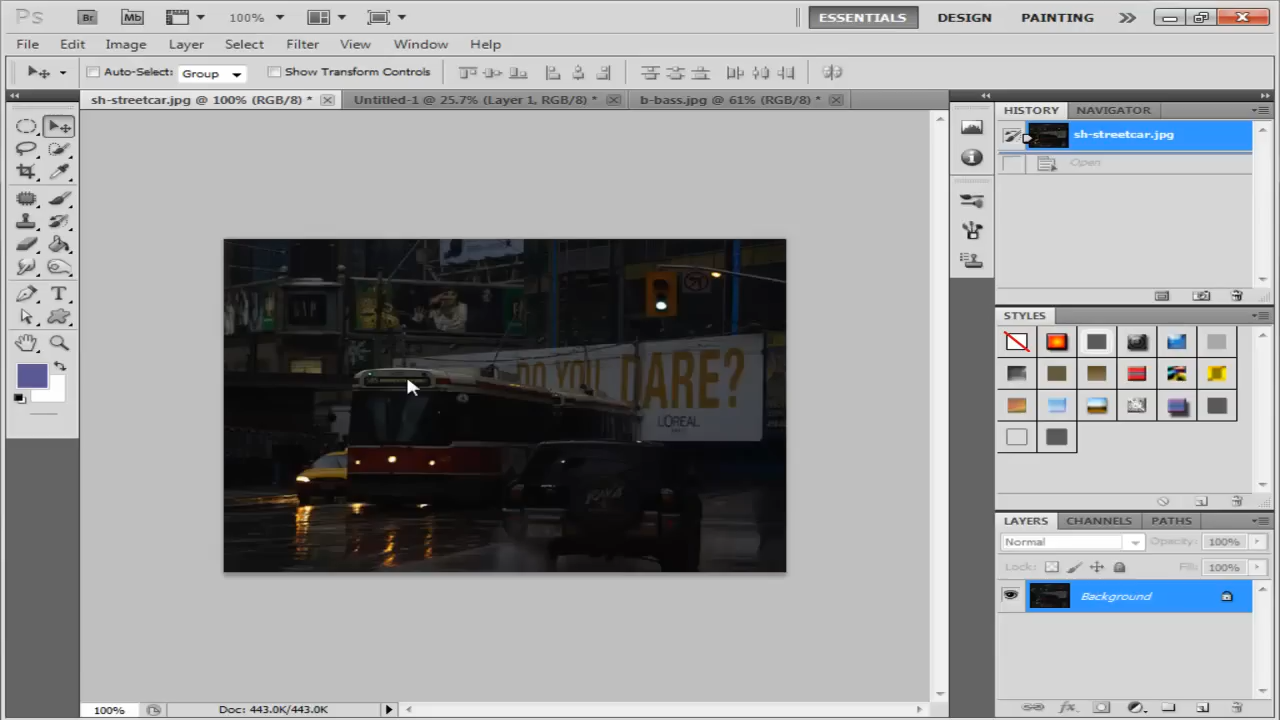 Ps Br Mb 100% ESSENTIALS DESIGN PAINTING
File Edit Image Layer Select Filter View Window Help
Auto-Select: Group Show Transform Controls
sh-streetcar.jpg @ 100% (RGB/8) * Untitled-1 @ 25.7% (Layer 1, RGB/8) * b-bass.jpg @ 61% (RGB/8) *
HISTORY NAVIGATOR
sh-streetcar.jpg
Open
DO YOU DARE?
LOREAL
STYLES
LAYERS CHANNELS PATHS
Normal Opacity: 100%
Lock: Fill: 100%
Background
100% Doc: 443.0K/443.0K